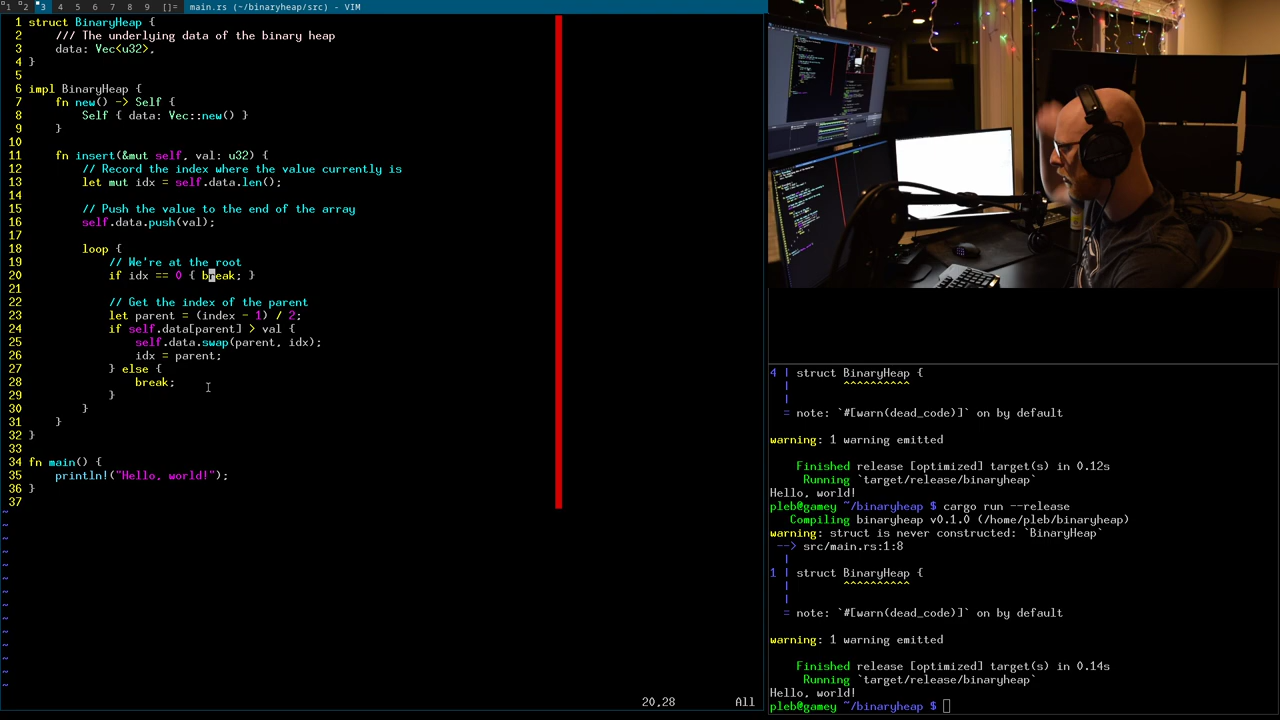 1 2 3 4 5 6 7 8 9 []= main.rs (~/binaryheap/src) - VIM
1 struct BinaryHeap {
2     /// The underlying data of the binary heap
3     data: Vec<u32>,
4 }
5
6 impl BinaryHeap {
7     fn new() -> Self {
8         Self { data: Vec::new() }
9     }
10
11     fn insert(&mut self, val: u32) {
12         // Record the index where the value currently is
13         let mut idx = self.data.len();
14
15         // Push the value to the end of the array
16         self.data.push(val);
17
18         loop {
19             // We're at the root
20             if idx == 0 { break; }
21
22             // Get the index of the parent
23             let parent = (index - 1) / 2;
24             if self.data[parent] > val {
25                 self.data.swap(parent, idx);
26                 idx = parent;
27             } else {
28                 break;
29             }
30         }
31     }
32 }
33
34 fn main() {
35     println!("Hello, world!");
36 }
37
~
~
~
~
~
~
~
~
~
~
~
~
~
~
20,28 All
4 | struct BinaryHeap {
  |        ^^^^^^^^^^
  |
  = note: `#[warn(dead_code)]` on by default
warning: 1 warning emitted
    Finished release [optimized] target(s) in 0.12s
     Running `target/release/binaryheap`
Hello, world!
pleb@gamey ~/binaryheap $ cargo run --release
   Compiling binaryheap v0.1.0 (/home/pleb/binaryheap)
warning: struct is never constructed: `BinaryHeap`
 --> src/main.rs:1:8
  |
1 | struct BinaryHeap {
  |        ^^^^^^^^^^
  |
  = note: `#[warn(dead_code)]` on by default
warning: 1 warning emitted
    Finished release [optimized] target(s) in 0.14s
     Running `target/release/binaryheap`
Hello, world!
pleb@gamey ~/binaryheap $